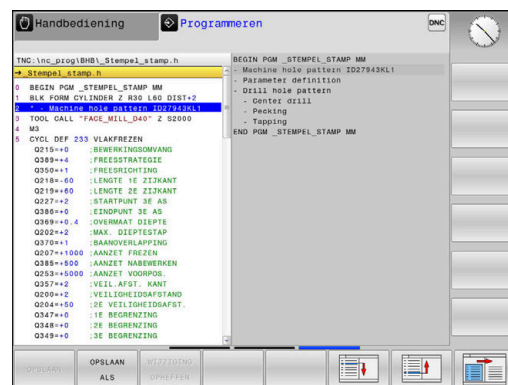 Handbediening
Programmeren
DNC
TNC:\nc_prog\BHB\_Stempel_stamp.h
→_Stempel_stamp.h
0 BEGIN PGM _STEMPEL_STAMP MM
1 BLK FORM CYLINDER Z R30 L60 DIST+2
2 * - Machine hole pattern ID27943KL1
3 TOOL CALL "FACE_MILL_D40" Z S2000
4 M3
5 CYCL DEF 233 VLAKFREZEN
Q215=+0 ;BEWERKINGSOMVANG
Q389=+4 ;FREESSTRATEGIE
Q350=+1 ;FREESRICHTING
Q218=-60 ;LENGTE 1E ZIJKANT
Q219=+60 ;LENGTE 2E ZIJKANT
Q227=+2 ;STARTPUNT 3E AS
Q386=+0 ;EINDPUNT 3E AS
Q369=+0.4 ;OVERMAAT DIEPTE
Q202=+2 ;MAX. DIEPTESTAP
Q370=+1 ;BAANOVERLAPPING
Q207=+1000 ;AANZET FREZEN
Q385=+500 ;AANZET NABEWERKEN
Q253=+5000 ;AANZET VOORPOS.
Q357=+2 ;VEIL.AFST. KANT
Q200=+2 ;VEILIGHEIDSAFSTAND
Q204=+50 ;2E VEILIGHEIDSAFST.
Q347=+0 ;1E BEGRENZING
Q348=+0 ;2E BEGRENZING
Q349=+0 ;3E BEGRENZING
BEGIN PGM _STEMPEL_STAMP MM
- Machine hole pattern ID27943KL1
- Parameter definition
- Drill hole pattern
- Center drill
- Pecking
- Tapping
END PGM _STEMPEL_STAMP MM
OPSLAAN
OPSLAAN
ALS
WIJZIGING
OPHEFFEN